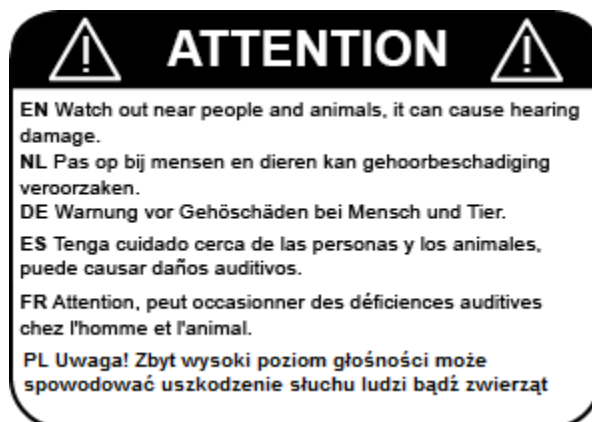 ATTENTION
EN Watch out near people and animals, it can cause hearing
damage.
NL Pas op bij mensen en dieren kan gehoorbeschadiging
veroorzaken.
DE Warnung vor Gehöschäden bei Mensch und Tier.
ES Tenga cuidado cerca de las personas y los animales,
puede causar daños auditivos.
FR Attention, peut occasionner des déficiences auditives
chez l'homme et l'animal.
PL Uwaga! Zbyt wysoki poziom głośności może
spowodować uszkodzenie słuchu ludzi bądź zwierząt